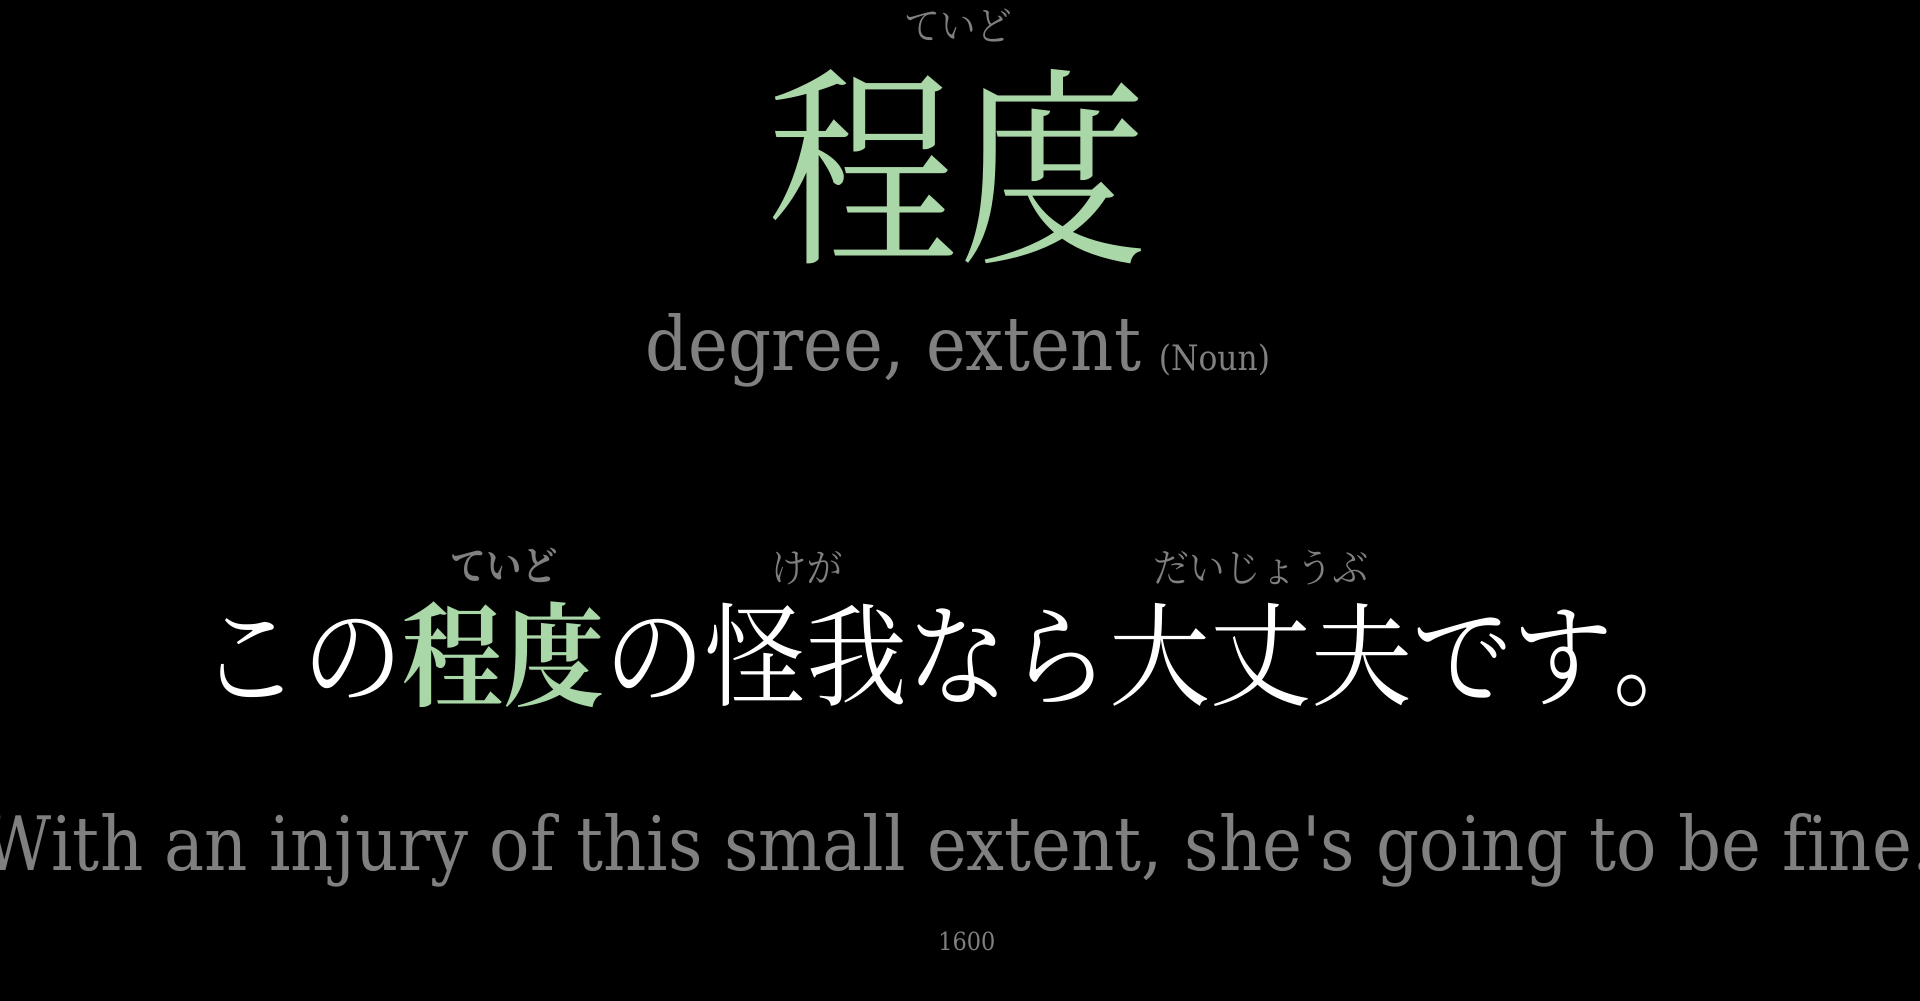 ていど
程度
degree, extent (Noun)
ていど けが だいじょうぶ
この程度の怪我なら大丈夫です。
With an injury of this small extent, she's going to be fine.
1600